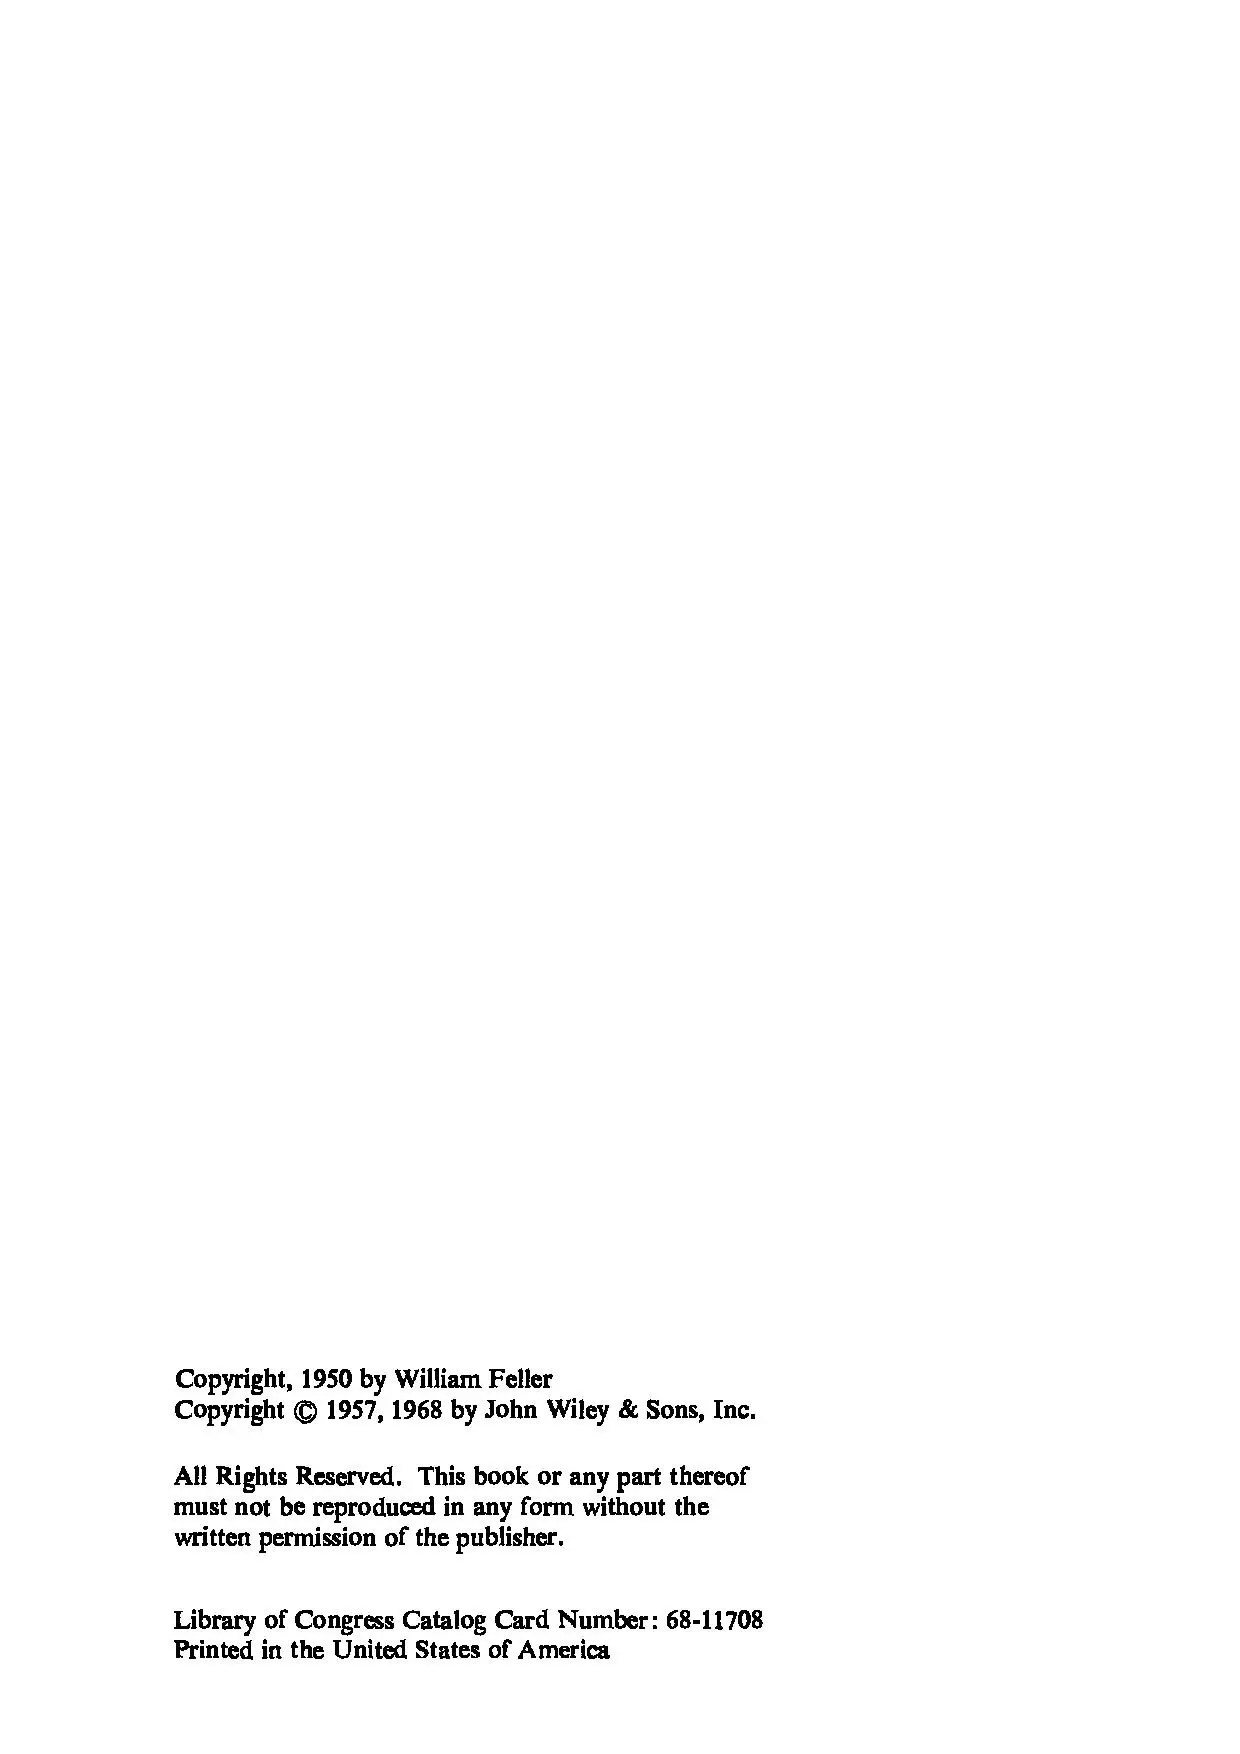 Copyright, 1950 by William Feller
Copyright © 1957, 1968 by John Wiley & Sons, Inc.
All Rights Reserved. This book or any part thereof
must not be reproduced in any form without the
written permission of the publisher.
Library of Congress Catalog Card Number: 68-11708
Printed in the United States of America